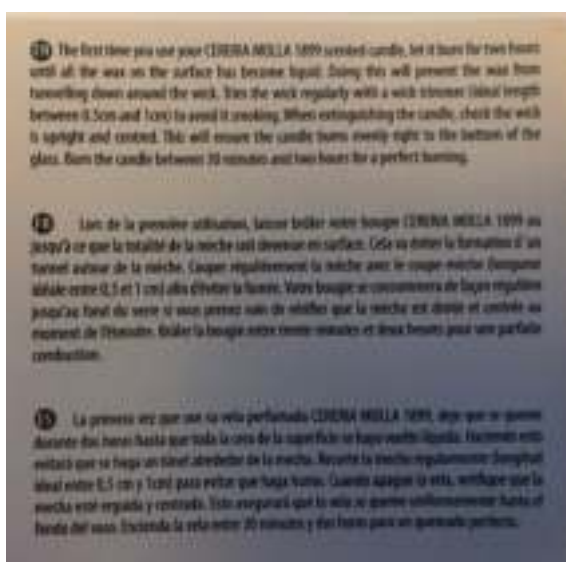 EN The first time you use your CERERIA MOLLA 1899 scented candle, let it burn for two hours
until all the wax on the surface has become liquid. Doing this will prevent the wax from
tunnelling down around the wick. Trim the wick regularly with a wick trimmer (ideal length
between 0.5cm and 1cm) to avoid it smoking. When extinguishing the candle, check the wick
is upright and centred. This will ensure the candle burns evenly right to the bottom of the
glass. Burn the candle between 30 minutes and two hours for a perfect burning.
FR Lors de la première utilisation, laisser brûler votre bougie CERERIA MOLLA 1899 au
jusqu'à ce que la totalité de la mèche soit devenue en surface. Cela va éviter la formation d' un
tunnel autour de la mèche. Couper régulièrement la mèche avec le coupe mèche (longueur
idéale entre 0,5 et 1 cm) afin d'éviter la fumée. Votre bougie se consommera de façon régulière
jusqu'au fond du verre si vous prenez soin de vérifier que la mèche est droite et centrée au
moment de l'éteindre. Brûler la bougie entre trente minutes et deux heures pour une parfaite
combustion.
ES La primera vez que use su vela perfumada CERERIA MOLLA 1899, deje que se queme
durante dos horas hasta que toda la cera de la superficie se haya vuelto líquida. Haciendo esto
evitará que se haga un túnel alrededor de la mecha. Recorte la mecha regularmente (longitud
ideal entre 0,5 cm y 1cm) para evitar que haga humo. Cuando apague la vela, verifique que la
mecha esté erguida y centrada. Esto asegurará que la vela se queme uniformemente hasta el
fondo del vaso. Encienda la vela entre 30 minutos y dos horas para un quemado perfecto.